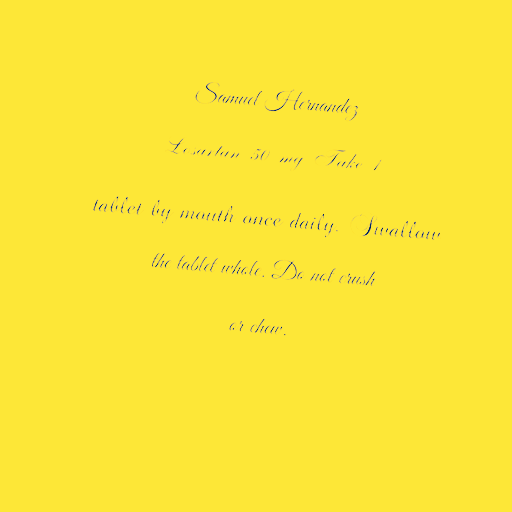 Samuel Hernandez
Losartan 50 mg Take 1
tablet by mouth once daily. Swallow
the tablet whole. Do not crush
or chew.